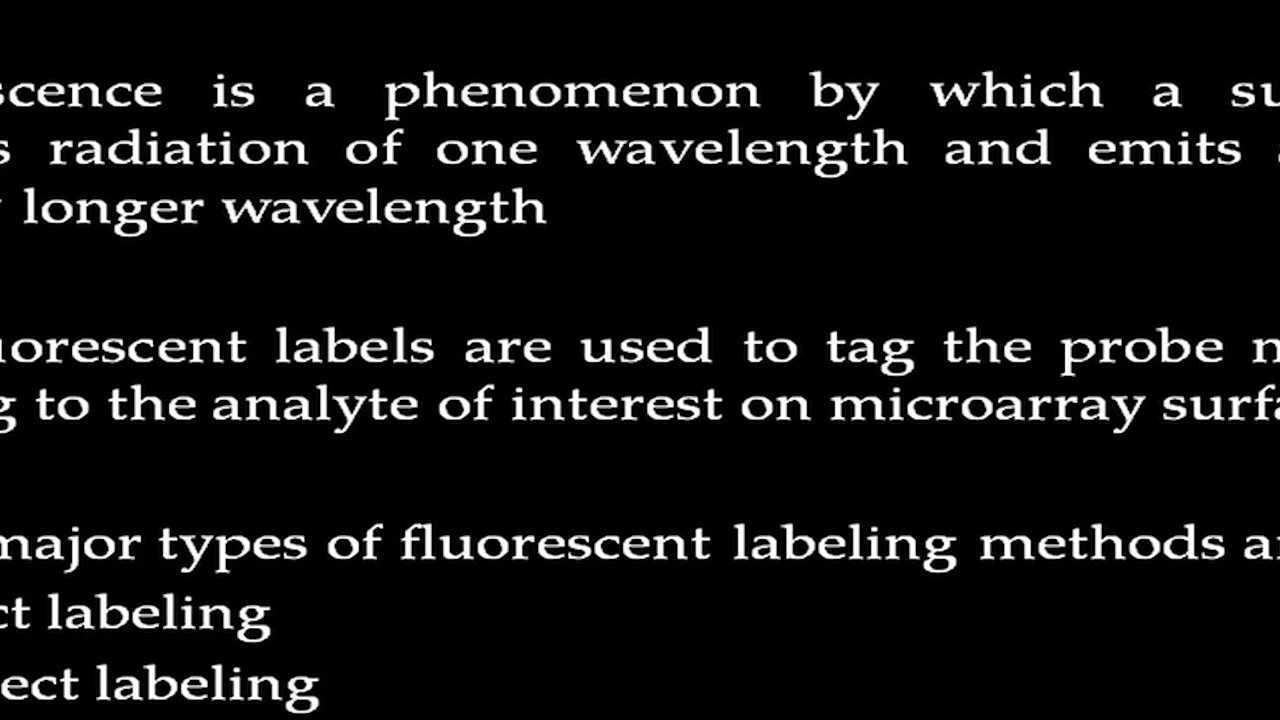 scence is a phenomenon by which a su
s radiation of one wavelength and emits
longer wavelength
uorescent labels are used to tag the probe
g to the analyte of interest on microarray surfa
major types of fluorescent labeling methods a
ct labeling
ect labeling